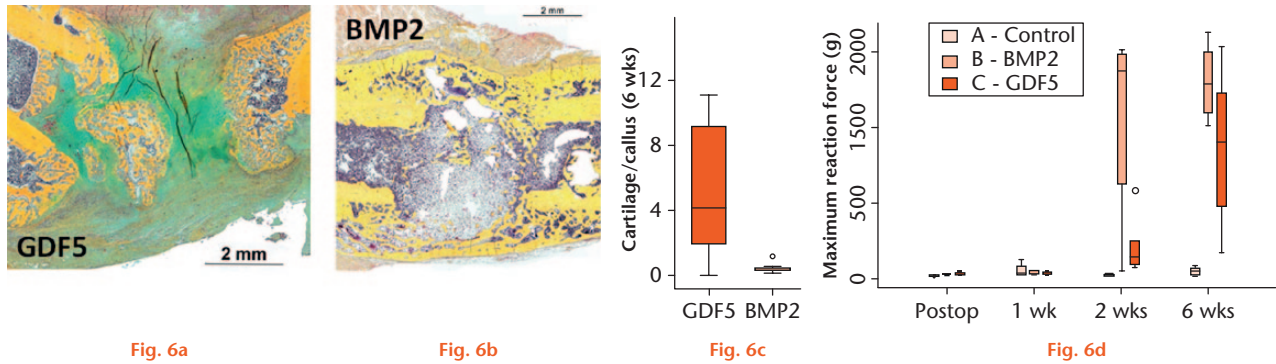 GDF5
2 mm
Fig. 6a
BMP2
2 mm
Fig. 6b
Cartilage/callus (6 wks)
12
8
4
0
GDF5 BMP2
Fig. 6c
Maximum reaction force (g)
2000
1500
500
0
A - Control
B - BMP2
C - GDF5
Postop 1 wk 2 wks 6 wks
Fig. 6d